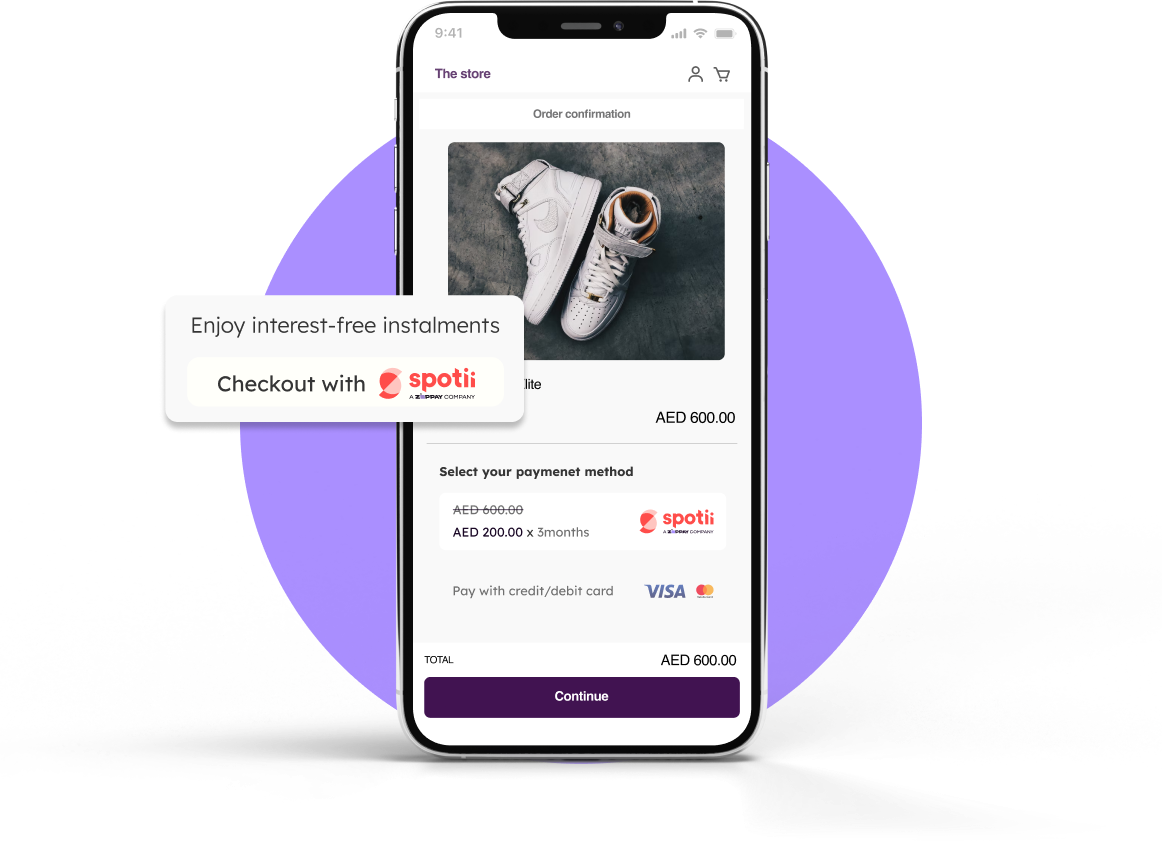 9:41
The store
Order confirmation
Enjoy interest-free instalments
Checkout with spotii
A ZIPPAY COMPANY
lite
AED 600.00
Select your paymenet method
AED 600.00
AED 200.00 x 3months
spotii
A ZIPPAY COMPANY
Pay with credit/debit card VISA
TOTAL AED 600.00
Continue